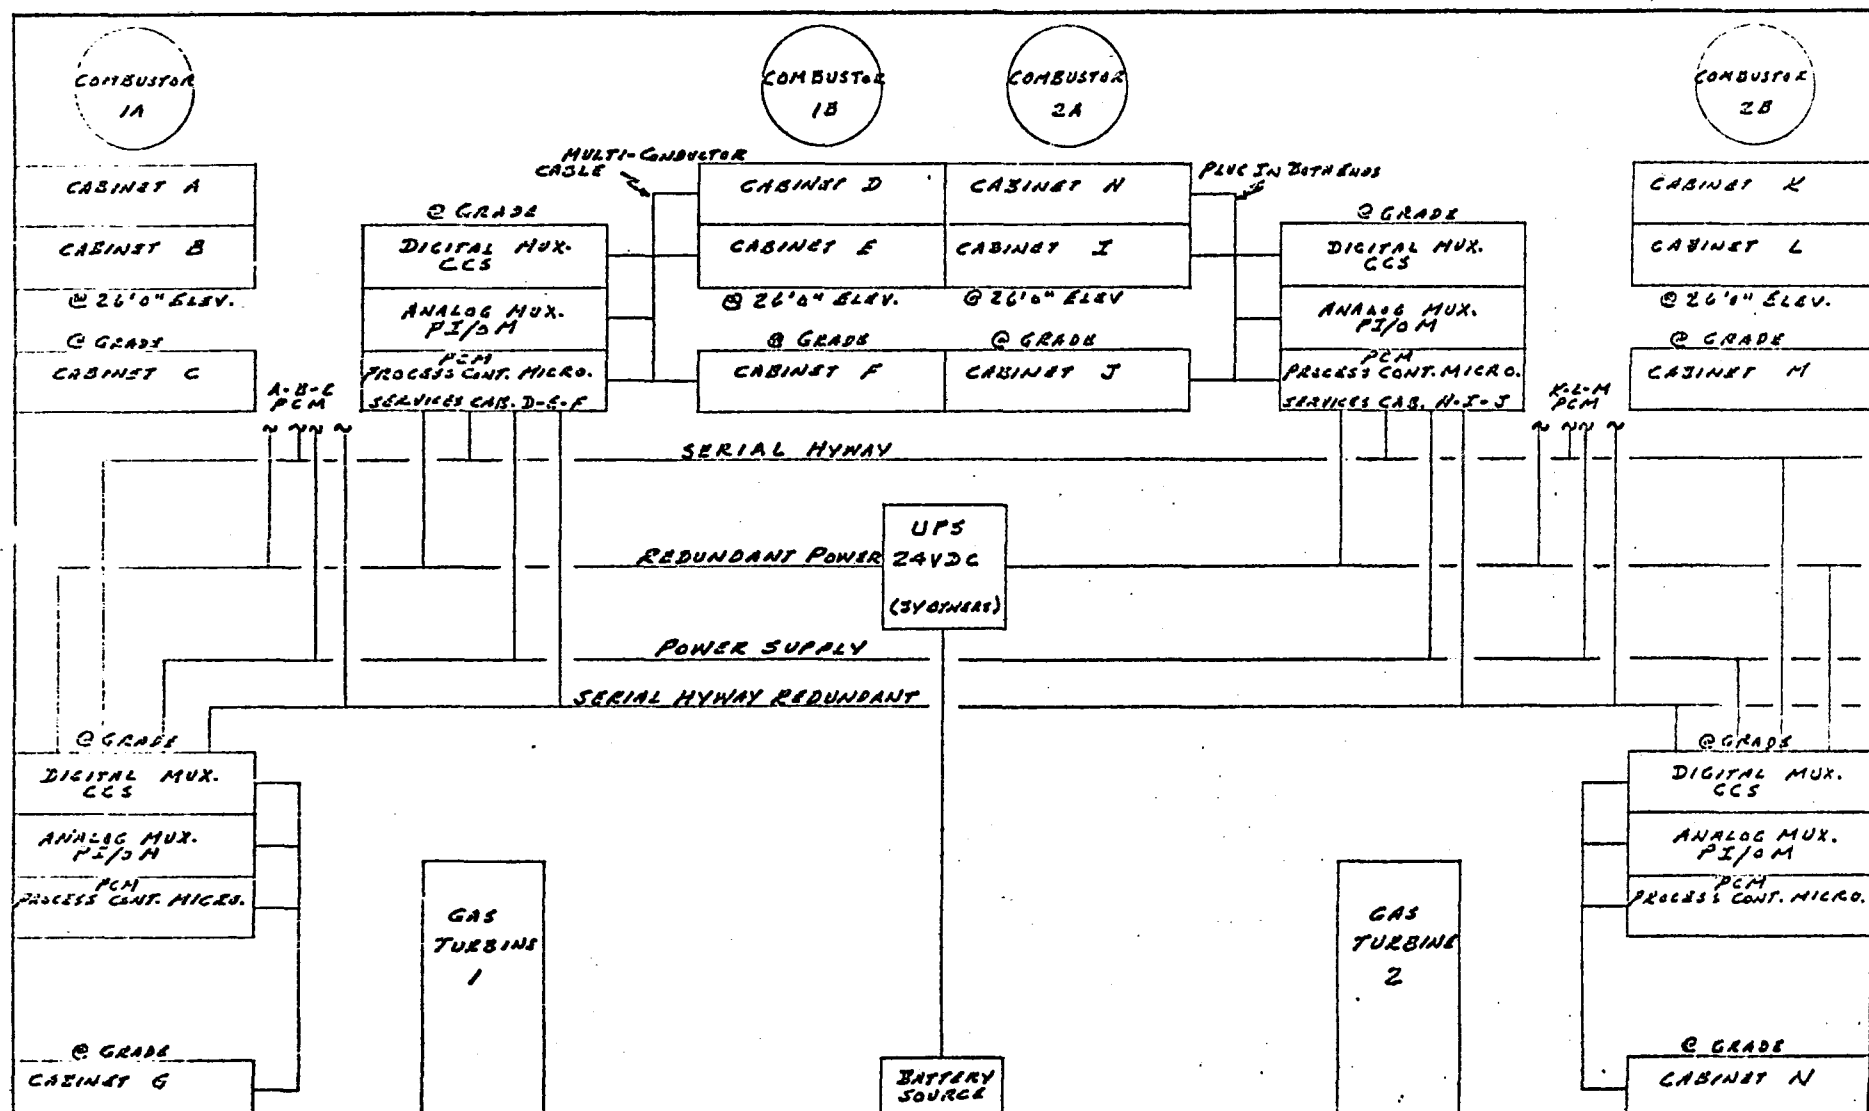 COMBUSTOR
1A
COMBUSTOR
1B
COMBUSTOR
2A
COMBUSTOR
2B
MULTI-CONDUCTOR
CABLE
PLUG IN BOTH ENDS
CABINET A
CABINET B
@ 26'0" ELEV.
@ GRADE
CABINET C
A-B-C
PCM
@ GRADE
DIGITAL MUX.
CCS
ANALOG MUX.
PI/OM
PCM
PROCESS CONT. MICRO.
SERVICES CAB. D-E-F
CABINET D
CABINET E
@ 26'0" ELEV.
@ GRADE
CABINET F
CABINET H
CABINET I
@ 26'0" ELEV
@ GRADE
CABINET J
@ GRADE
DIGITAL MUX.
CCS
ANALOG MUX.
PI/OM
PCM
PROCESS CONT. MICRO.
SERVICES CAB. H-I-J
CABINET K
CABINET L
@ 26'0" ELEV.
@ GRADE
CABINET M
K-L-M
PCM
SERIAL HYWAY
UPS
24VDC
(BY OTHERS)
REDUNDANT POWER
POWER SUPPLY
SERIAL HYWAY REDUNDANT
@ GRADE
DIGITAL MUX.
CCS
ANALOG MUX.
PI/OM
PCM
PROCESS CONT. MICRO.
@ GRADE
CABINET G
GAS
TURBINE
1
BATTERY
SOURCE
GAS
TURBINE
2
@ GRADE
DIGITAL MUX.
CCS
ANALOG MUX.
PI/OM
PCM
PROCESS CONT. MICRO.
@ GRADE
CABINET N